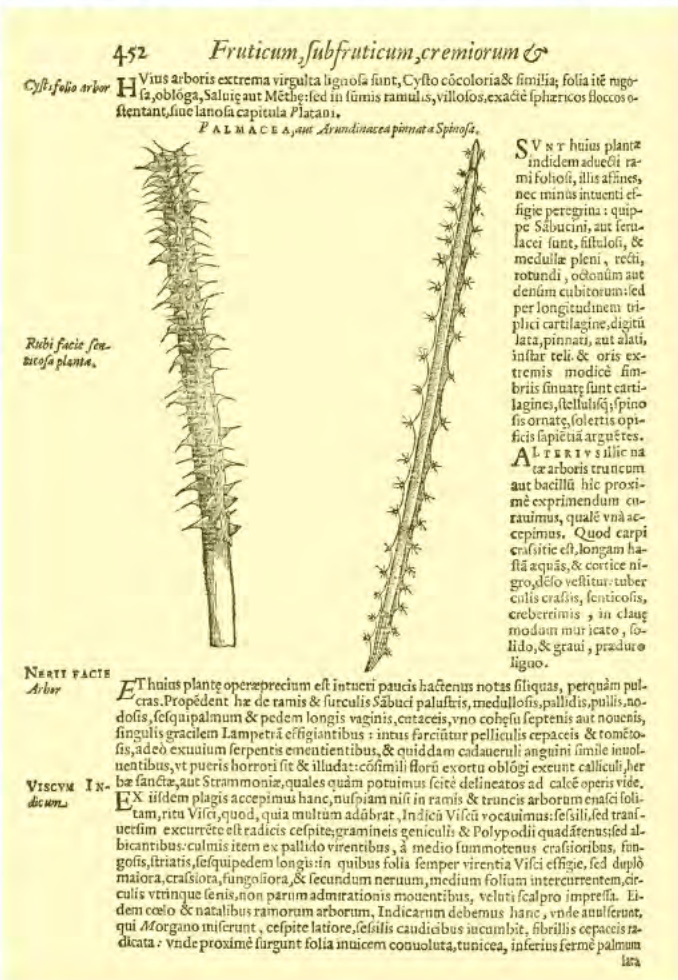 452 Fruticum, subfruticum, cremiorum &
Cysti folio arbor
HVius arboris extrema virgulta lignosa sunt, Cysto cōcoloria & similia; folia itē rugo-
sa, oblōga, Saluię aut Mēthę: sed in sūmis ramulis, villosos, exactè sphæricos floccos o-
stentant, siue lanosa capitula Platani.
PALMACEA, aut Arundinacea pinnata Spinosa.
Rubi facie sen-
ticosa planta.
SVNT huius plantæ
indidem aduecti ra-
mi foliosi, illis affines,
nec minus intuenti ef-
figie peregrina: quip-
pe Sābucini, aut feru-
lacei sunt, fistulosi, &
medullæ pleni, recti,
rotundi, octonûm aut
denûm cubitorum: sed
per longitudinem tri-
plici cartilagine, digitū
lata, pinnati, aut alati,
instar teli. & oris ex-
tremis modicè fim-
briis sinuatę sunt carti-
lagines, stellulisq; spino
sis ornatę, solertis opi-
ficis sapiētiā arguētes.
ALTERIVS illic na
tæ arboris truncum
aut bacillū hic proxi-
mè exprimendum cu-
rauimus, qualē vnà ac-
cepimus. Quod carpi
crassitie est, longam ha-
stā æquās, & cortice ni-
gro, dēso vestitur: tuber
culis crassis, senticosis,
creberrimis, in clauę
modum muricato, so-
lido, & graui, præduro
ligno.
NERII FACIE
Arbor
ET huius plantę operæprecium est intueri paucis hactenus notas siliquas, perquàm pul-
cras. Propēdent hæ de ramis & surculis Sābuci palustris, medullosis, pallidis, pullis, no-
dosis, sesquipalmum & pedem longis vaginis, cutaceis, vno cohęsu septenis aut nouenis,
singulis gracilem Lampetrā effigiantibus: intus farciūtur pelliculis cepaceis & tomēto-
sis, adeò exuuium serpentis ementientibus, & quiddam cadaueruli anguini simile inuol-
uentibus, vt pueris horrori sit & illudat: cōsimili florū exortu oblōgi exeunt calliculi, her
bæ sanctæ, aut Strammoniæ, quales quàm potuimus scitè delineatos ad calcē operis vide.
VISCVM IN-
dicum.
EX iisdem plagis accepimus hanc, nuspiam nisi in ramis & truncis arborum enasci soli-
tam, ritu Visci, quod, quia multum adūbrat, Indicū Viscū vocauimus: sessili, sed trans-
uersim excurrēte est radicis cespite; gramineis geniculis & Polypodii quadātenus: sed al-
bicantibus: culmis item ex pallido virentibus, à medio summotenus crassioribus, fun-
gosis, striatis, sesquipedem longis: in quibus folia semper virentia Visci effigie, sed duplò
maiora, crassiora, fungosiora, & secundum neruum, medium folium intercurrentem, cir-
culis vtrinque senis, non parum admirationis mouentibus, veluti scalpro impressa. Ei-
dem cœlo & natalibus ramorum arborum, Indicarum debemus hanc, vnde auulserunt,
qui Morgano miserunt, cespite latiore, sessilis caudicibus incumbit, fibrillis cepaceis ra-
dicata: vnde proximè surgunt folia inuicem conuoluta, tunicea, inferius fermè palmum
lata